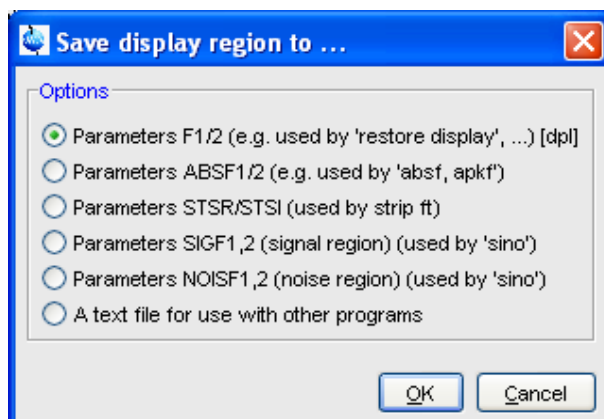 Save display region to ...
Options
Parameters F1/2 (e.g. used by 'restore display', ...) [dpl]
Parameters ABSF1/2 (e.g. used by 'absf, apkf')
Parameters STSR/STSI (used by strip ft)
Parameters SIGF1,2 (signal region) (used by 'sino')
Parameters NOISF1,2 (noise region) (used by 'sino')
A text file for use with other programs
OK Cancel